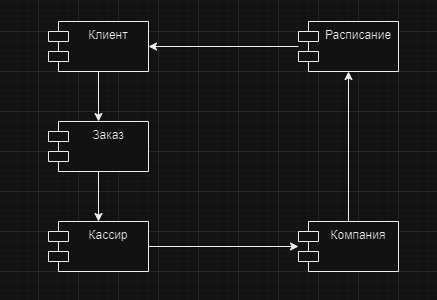 Клиент
Расписание
Заказ
Кассир
Компания